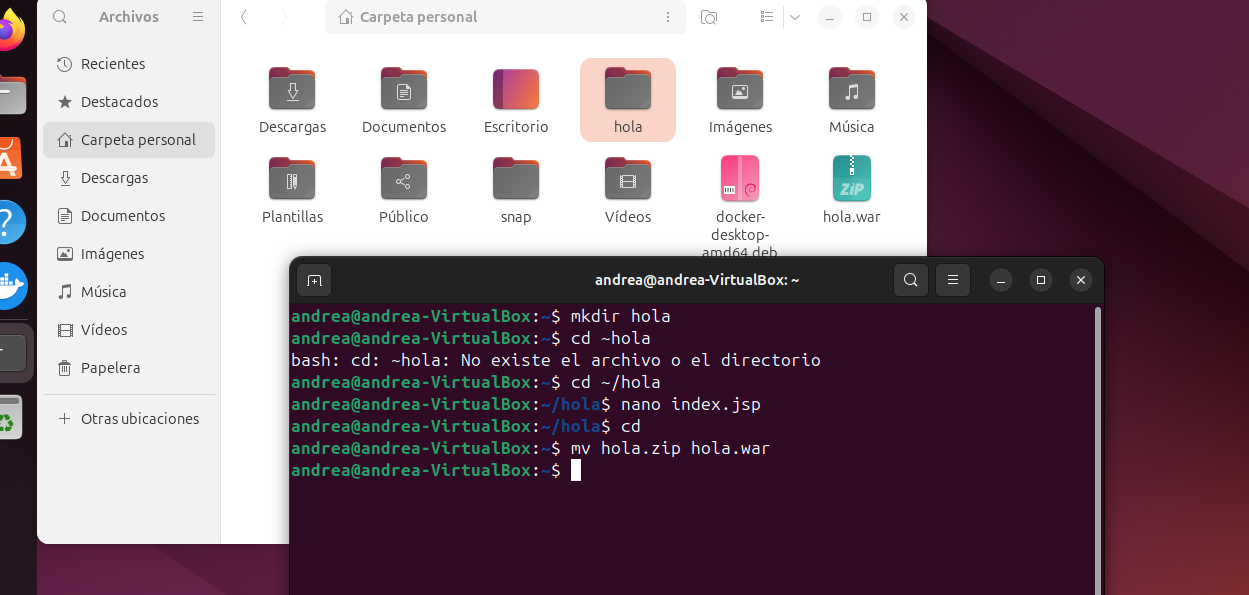 Archivos
Carpeta personal
Recientes
Destacados
Carpeta personal
Descargas
Documentos
Imágenes
Música
Vídeos
Papelera
Otras ubicaciones
Descargas
Documentos
Escritorio
hola
Imágenes
Música
Plantillas
Público
snap
Vídeos
docker-
desktop-
amd64.deb
ZiP
hola.war
andrea@andrea-VirtualBox: ~
andrea@andrea-VirtualBox:~$ mkdir hola
andrea@andrea-VirtualBox:~$ cd ~hola
bash: cd: ~hola: No existe el archivo o el directorio
andrea@andrea-VirtualBox:~$ cd ~/hola
andrea@andrea-VirtualBox:~/hola$ nano index.jsp
andrea@andrea-VirtualBox:~/hola$ cd
andrea@andrea-VirtualBox:~$ mv hola.zip hola.war
andrea@andrea-VirtualBox:~$